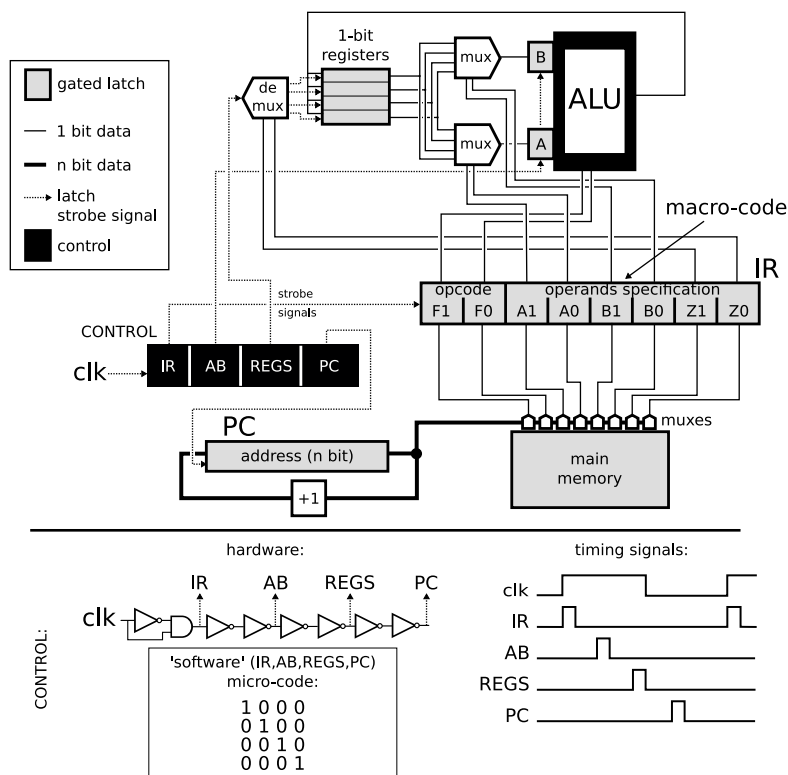 1-bit
registers
gated latch
1 bit data
n bit data
latch
strobe signal
control
de
mux
mux
mux
B
A
ALU
macro-code
IR
opcode
operands specification
F1 F0 A1 A0 B1 B0 Z1 Z0
strobe
signals
CONTROL
clk
IR AB REGS PC
PC
address (n bit)
+1
muxes
main
memory
hardware:
IR AB REGS PC
clk
'software' (IR,AB,REGS,PC)
micro-code:
1 0 0 0
0 1 0 0
0 0 1 0
0 0 0 1
CONTROL:
timing signals:
clk
IR
AB
REGS
PC